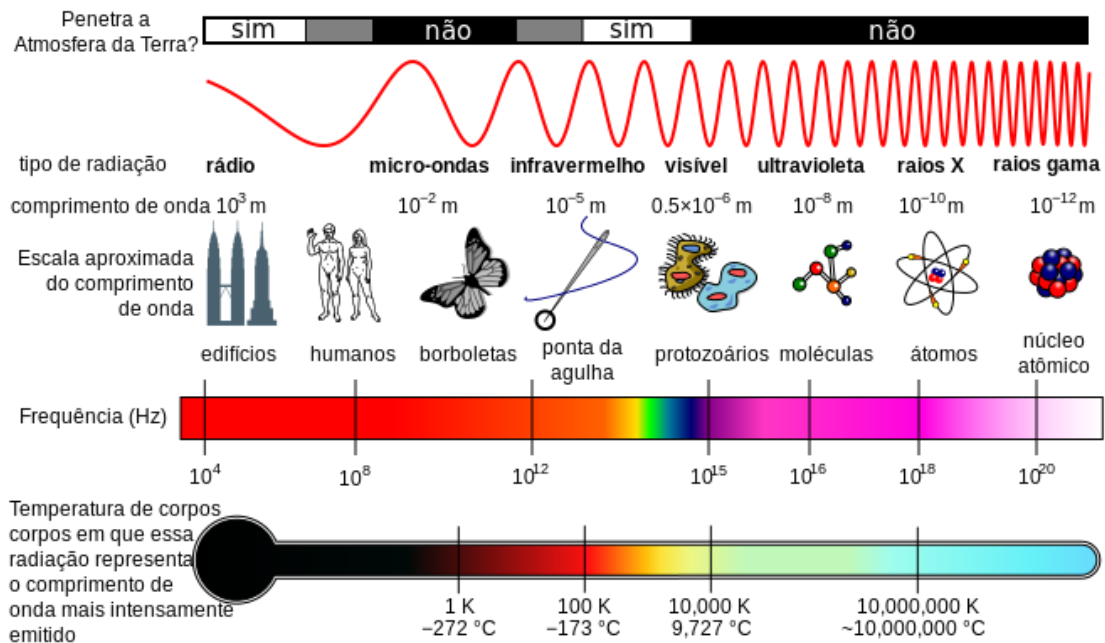 Penetra a
Atmosfera da Terra?
sim não sim não
tipo de radiação rádio micro-ondas infravermelho visível ultravioleta raios X raios gama
comprimento de onda 10³ m 10⁻² m 10⁻⁵ m 0.5×10⁻⁶ m 10⁻⁸ m 10⁻¹⁰ m 10⁻¹² m
Escala aproximada
do comprimento
de onda
edifícios humanos borboletas ponta da
agulha protozoários moléculas átomos núcleo
atômico
Frequência (Hz)
10⁴ 10⁸ 10¹² 10¹⁵ 10¹⁶ 10¹⁸ 10²⁰
Temperatura de corpos
corpos em que essa
radiação representa
o comprimento de
onda mais intensamente
emitido
1 K 100 K 10,000 K 10,000,000 K
−272 °C −173 °C 9,727 °C ~10,000,000 °C